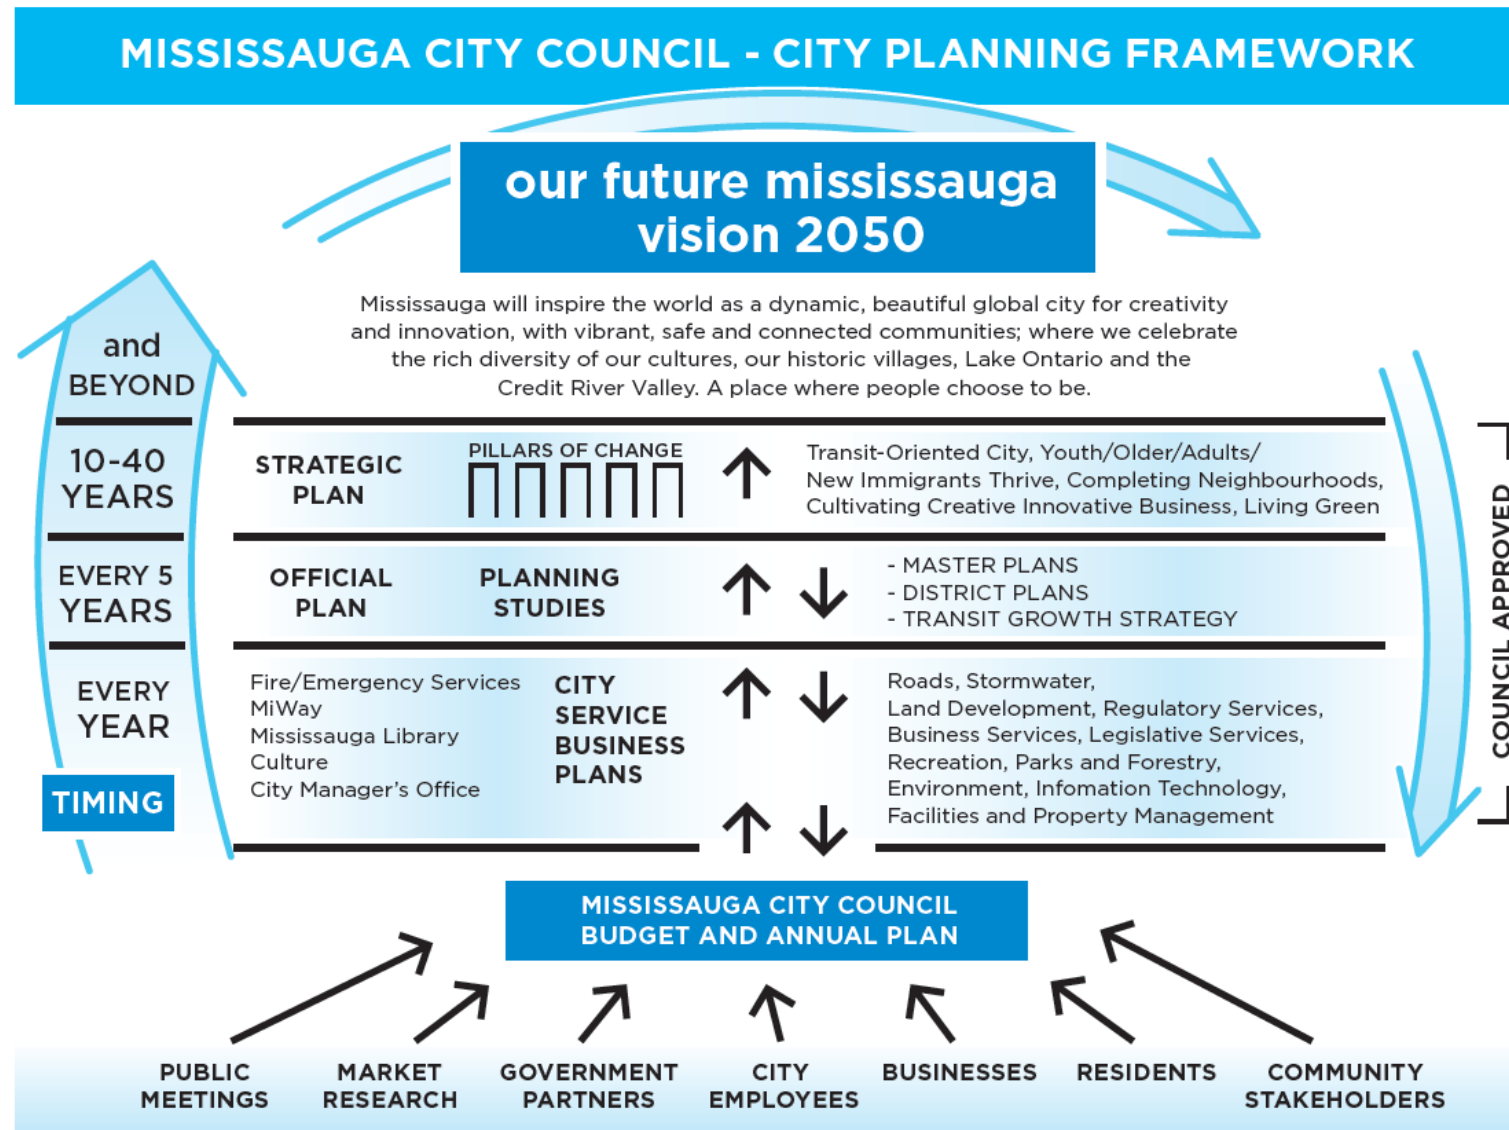 MISSISSAUGA CITY COUNCIL - CITY PLANNING FRAMEWORK
our future mississauga
vision 2050
Mississauga will inspire the world as a dynamic, beautiful global city for creativity
and innovation, with vibrant, safe and connected communities; where we celebrate
the rich diversity of our cultures, our historic villages, Lake Ontario and the
Credit River Valley. A place where people choose to be.
and
BEYOND
10-40
YEARS
STRATEGIC
PLAN
PILLARS OF CHANGE
Transit-Oriented City, Youth/Older/Adults/
New Immigrants Thrive, Completing Neighbourhoods,
Cultivating Creative Innovative Business, Living Green
EVERY 5
YEARS
OFFICIAL
PLAN
PLANNING
STUDIES
- MASTER PLANS
- DISTRICT PLANS
- TRANSIT GROWTH STRATEGY
EVERY
YEAR
Fire/Emergency Services
MiWay
Mississauga Library
Culture
City Manager's Office
CITY
SERVICE
BUSINESS
PLANS
Roads, Stormwater,
Land Development, Regulatory Services,
Business Services, Legislative Services,
Recreation, Parks and Forestry,
Environment, Infomation Technology,
Facilities and Property Management
TIMING
COUNCIL APPROVED
MISSISSAUGA CITY COUNCIL
BUDGET AND ANNUAL PLAN
PUBLIC
MEETINGS
MARKET
RESEARCH
GOVERNMENT
PARTNERS
CITY
EMPLOYEES
BUSINESSES
RESIDENTS
COMMUNITY
STAKEHOLDERS